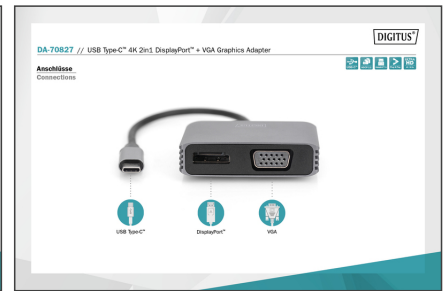 DIGITUS®
DA-70827 // USB Type-C™ 4K 2in1 DisplayPort™ + VGA Graphics Adapter
Anschlüsse
Connections
USB Type-C™
DisplayPort™
VGA